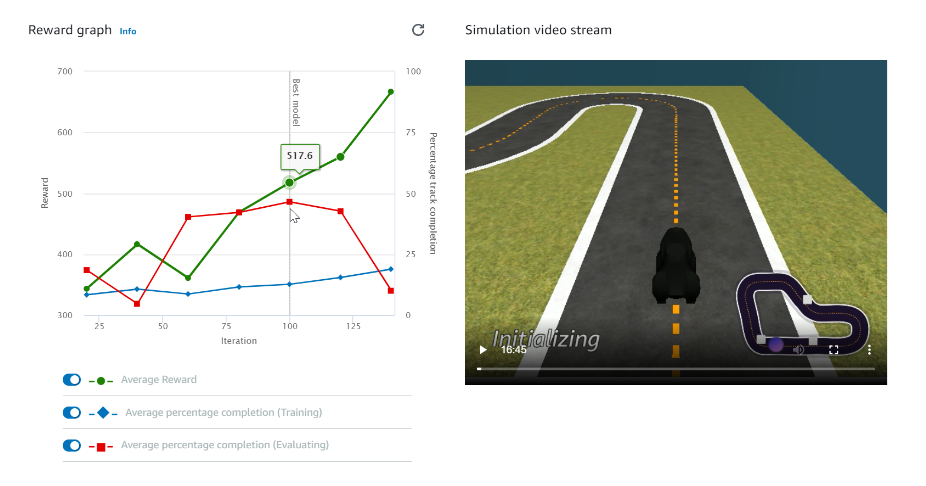 Reward graph Info
Simulation video stream
700
600
500
400
300
Reward
100
75
50
25
0
Percentage track completion
Best model
517.6
25
50
75
100
125
Iteration
Average Reward
Average percentage completion (Training)
Average percentage completion (Evaluating)
Initializing
16:45